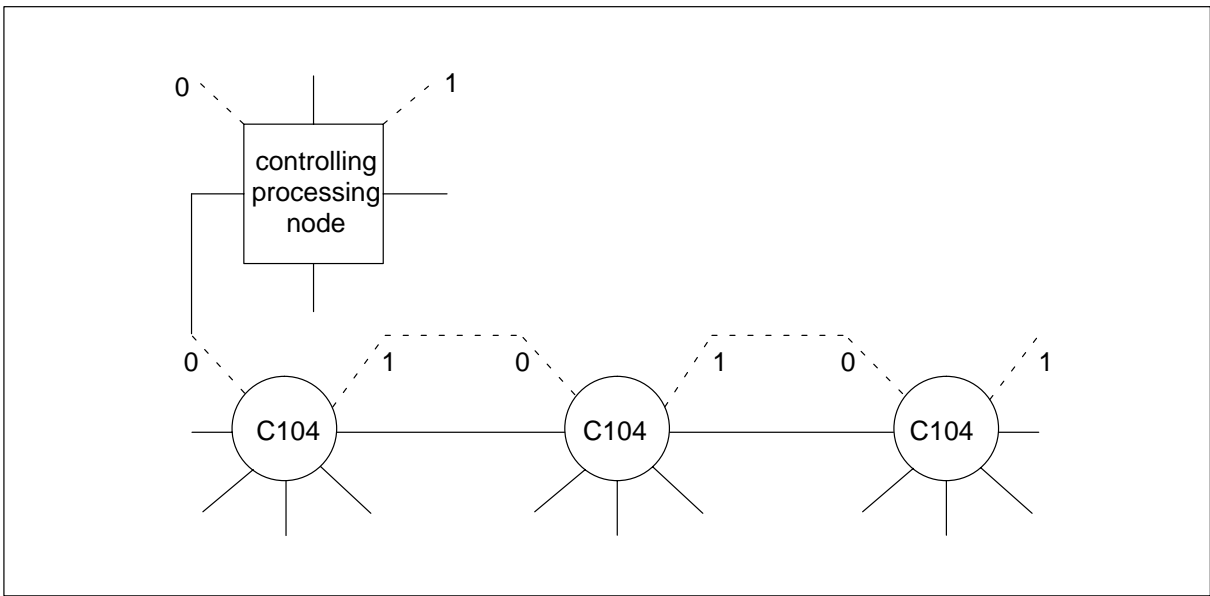 0 1
controlling
processing
node
0 1 0 1 0 1
C104 C104 C104